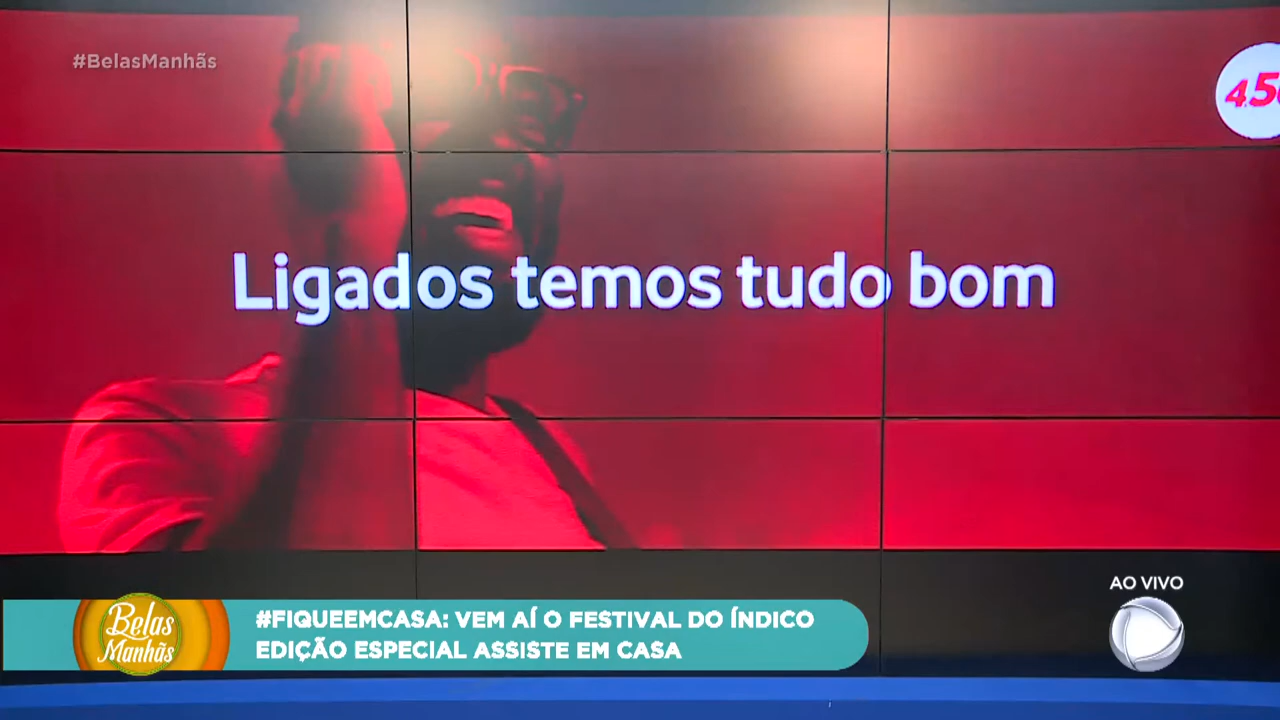 #BelasManhãs
Ligados temos tudo bom
AO VIVO
Belas
Manhãs
#FIQUEEMCASA: VEM AÍ O FESTIVAL DO ÍNDICO
EDIÇÃO ESPECIAL ASSISTE EM CASA